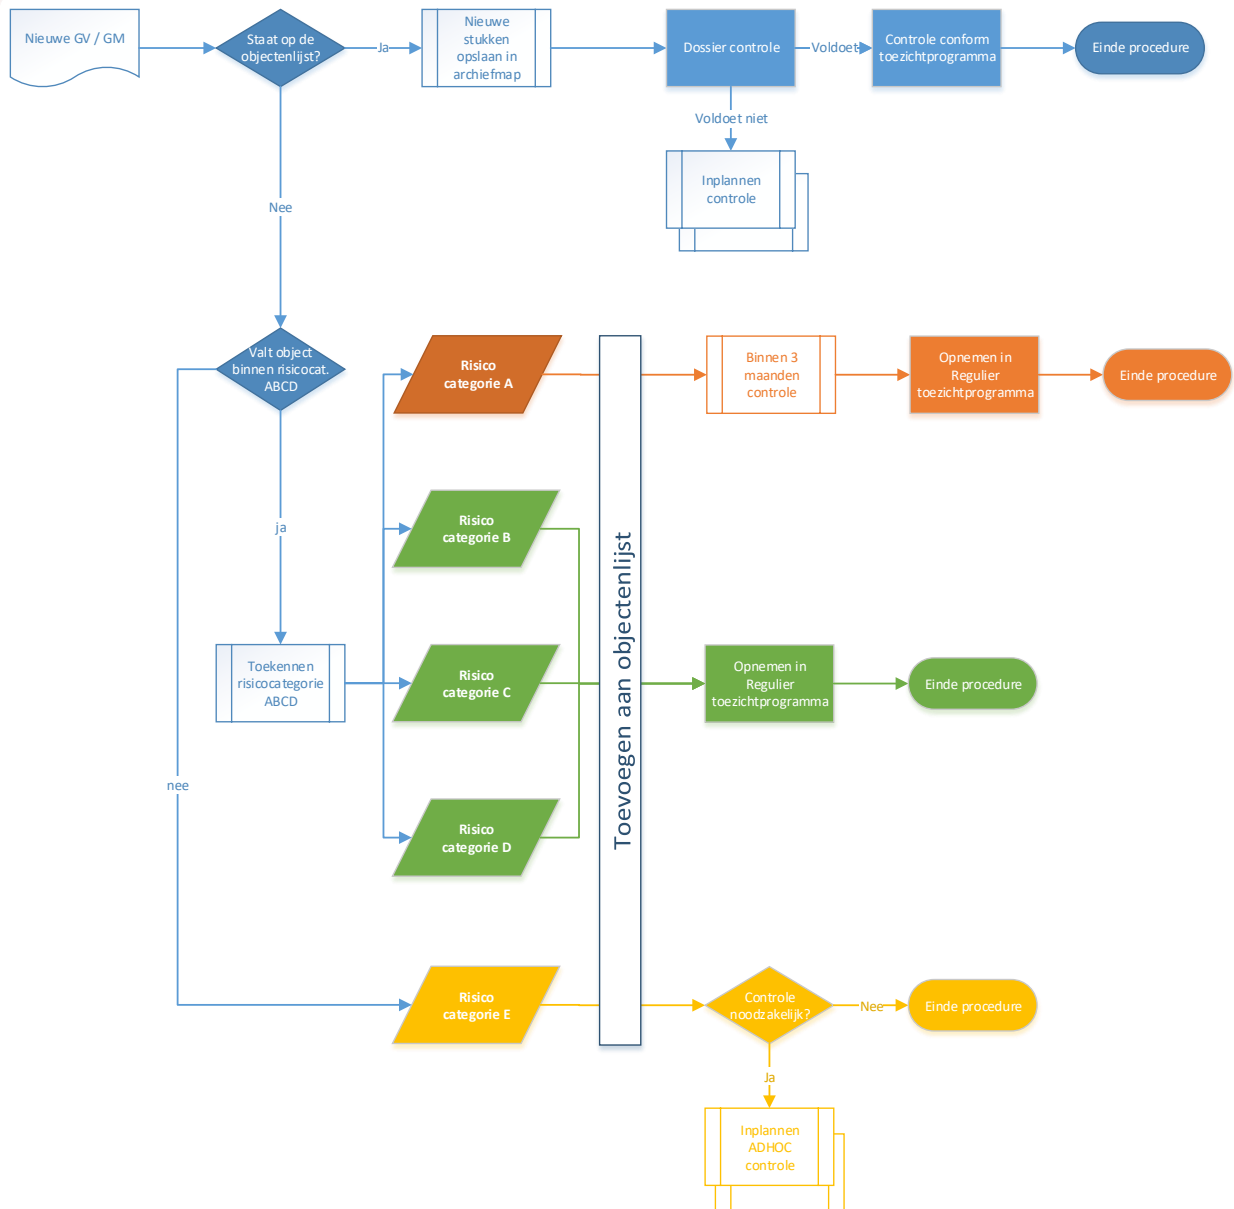 Nieuwe GV / GM
Staat op de
objectenlijst?
Ja
Nieuwe
stukken
opslaan in
archiefmap
Dossier controle
Voldoet
Controle conform
toezichtprogramma
Einde procedure
Voldoet niet
Inplannen
controle
Nee
Valt object
binnen risicocat.
ABCD
Risico
categorie A
Binnen 3
maanden
controle
Opnemen in
Regulier
toezichtprogramma
Einde procedure
Risico
categorie B
ja
Toevoegen aan objectenlijst
Toekennen
risicocategorie
ABCD
Risico
categorie C
Opnemen in
Regulier
toezichtprogramma
Einde procedure
nee
Risico
categorie D
Risico
categorie E
Controle
noodzakelijk?
Nee
Einde procedure
Ja
Inplannen
ADHOC
controle